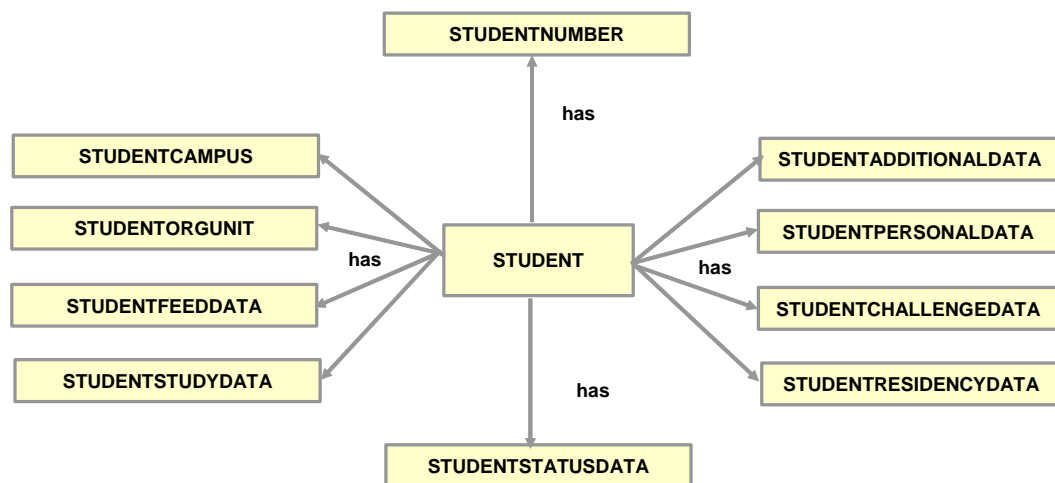 STUDENTNUMBER
has
STUDENTCAMPUS
STUDENTADDITIONALDATA
STUDENTORGUNIT
STUDENTPERSONALDATA
has
STUDENT
has
STUDENTFEEDDATA
STUDENTCHALLENGEDATA
STUDENTSTUDYDATA
STUDENTRESIDENCYDATA
has
STUDENTSTATUSDATA